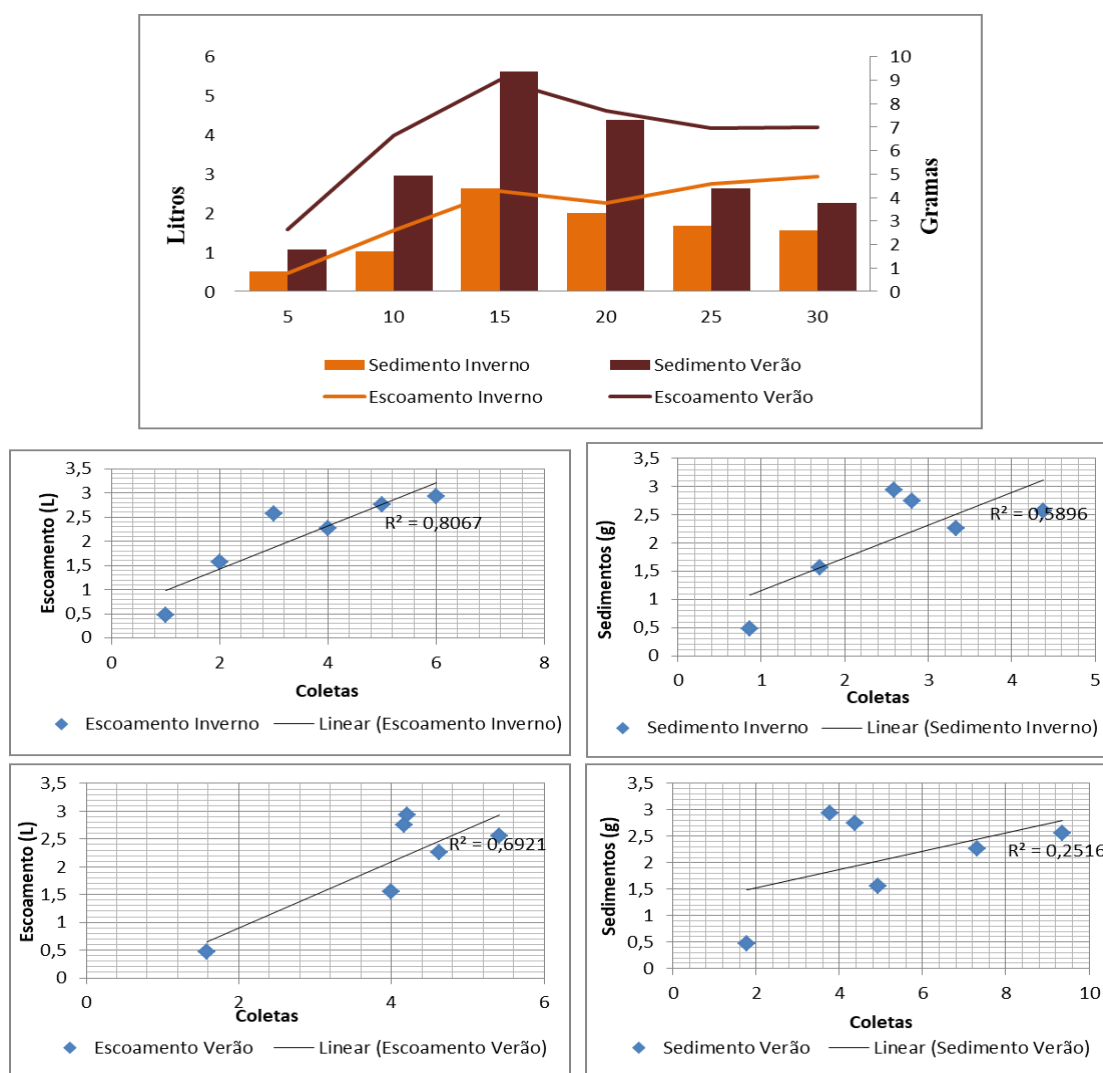 6
5
4
3
2
1
0
Litros
10
9
8
7
6
5
4
3
2
1
0
Gramas
5 10 15 20 25 30
Sedimento Inverno Sedimento Verão
Escoamento Inverno Escoamento Verão
3,5
3
2,5
2
1,5
1
0,5
0
Escoamento (L)
R² = 0,8067
0 2 4 6 8
Coletas
Escoamento Inverno Linear (Escoamento Inverno)
3,5
3
2,5
2
1,5
1
0,5
0
Sedimentos (g)
R² = 0,5896
0 1 2 3 4 5
Coletas
Sedimento Inverno Linear (Sedimento Inverno)
3,5
3
2,5
2
1,5
1
0,5
0
Escoamento (L)
R² = 0,6921
0 2 4 6
Coletas
Escoamento Verão Linear (Escoamento Verão)
3,5
3
2,5
2
1,5
1
0,5
0
Sedimentos (g)
R² = 0,2516
0 2 4 6 8 10
Coletas
Sedimento Verão Linear (Sedimento Verão)